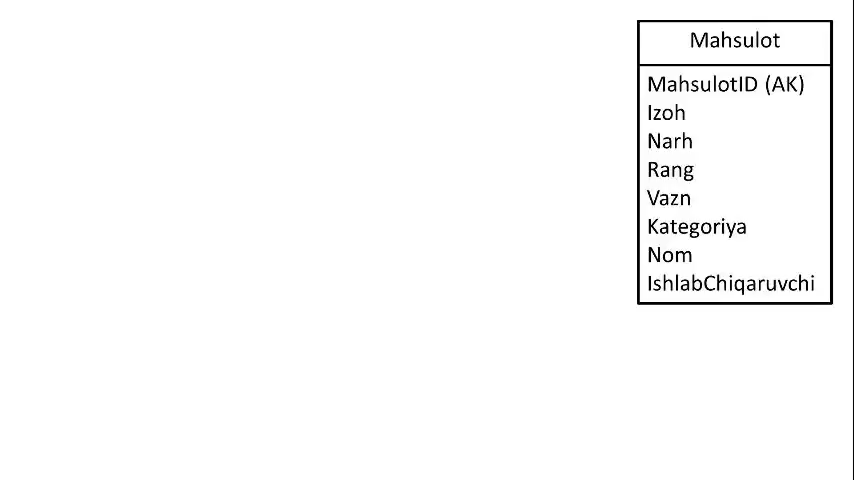 Mahsulot
MahsulotID (AK)
Izoh
Narh
Rang
Vazn
Kategoriya
Nom
IshlabChiqaruvchi